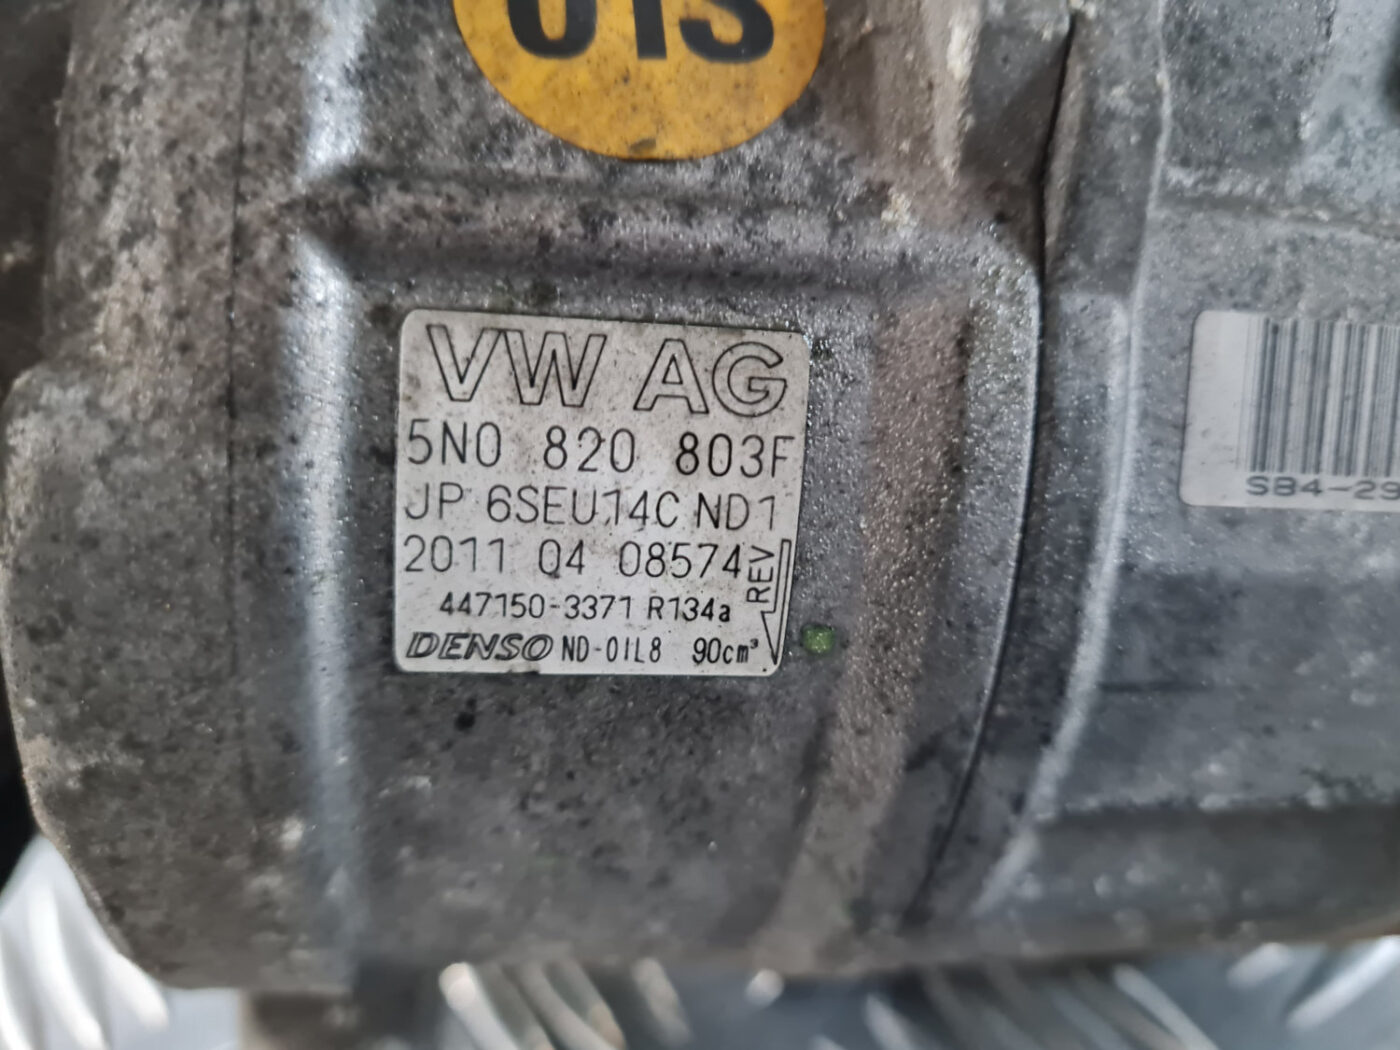 VW AG
5N0 820 803F
JP 6SEU14C ND1
2011 04 08574
REV
447150-3371 R134a
DENSO ND-OIL8 90cm³
SB4-29